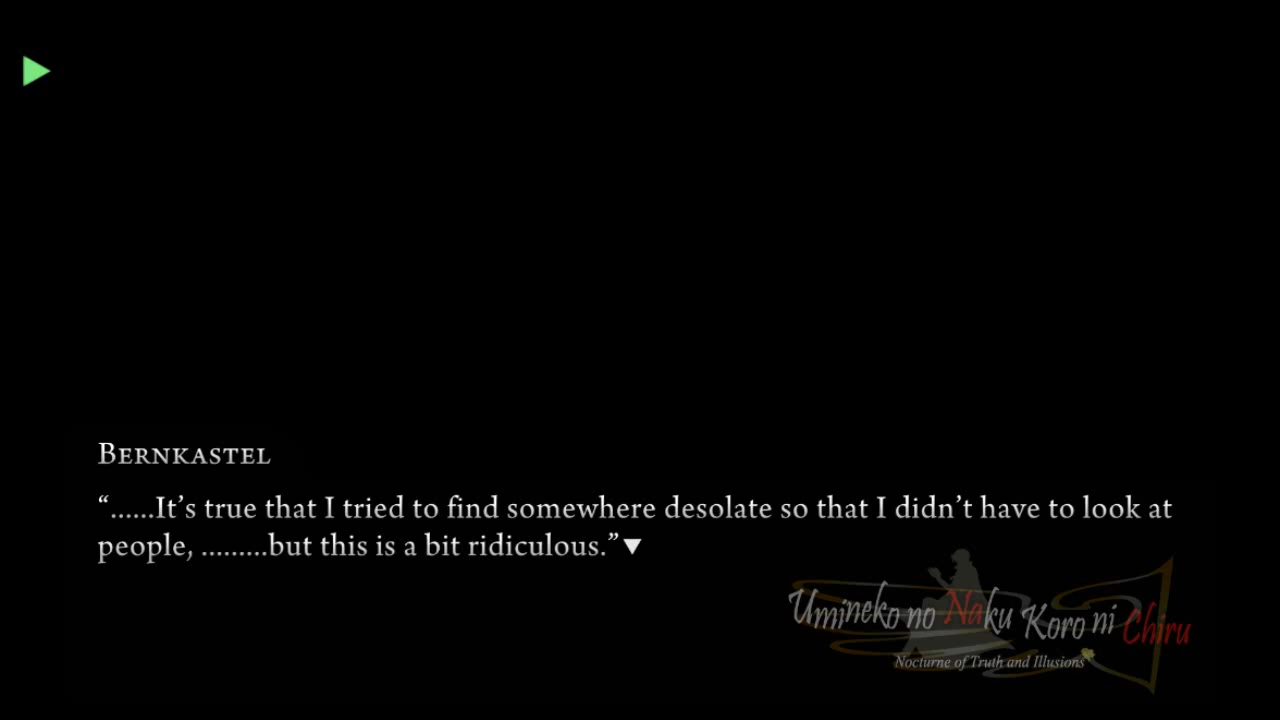 BERNKASTEL
“......It’s true that I tried to find somewhere desolate so that I didn’t have to look at
people, .........but this is a bit ridiculous.”
Umineko no Naku Koro ni Chiru
Nocturne of Truth and Illusions